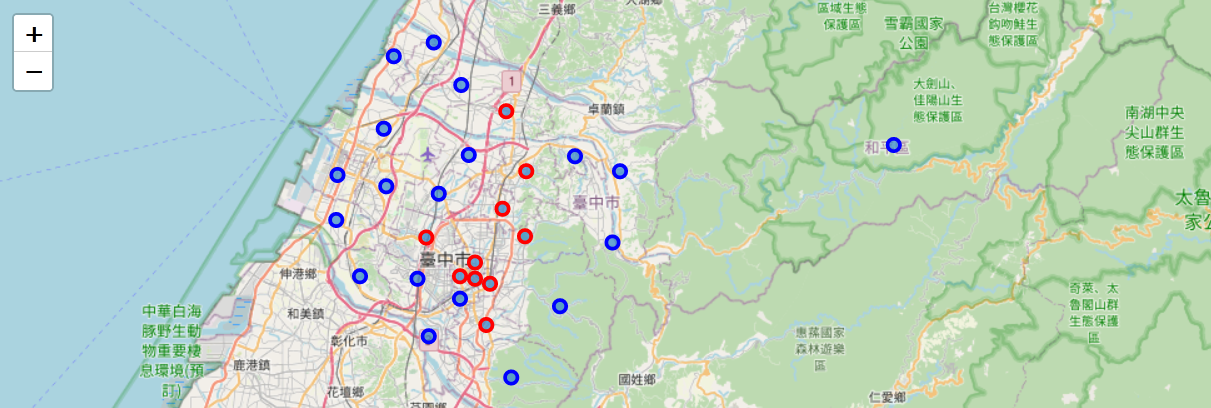 +
−
三義鄉
1
卓蘭鎮
區域生態
保護區
雪霸國家
公園
台灣櫻花
鉤吻鮭生
態保護區
大劍山、
佳陽山生
態保護區
南湖中央
尖山群生
態保護區
和平區
臺中市
太魯
家公
臺中市
伸港鄉
和美鎮
彰化市
鹿港鎮
花壇鄉
中華白海
豚野生動
物重要棲
息環境(預
訂)
惠蓀國家
森林遊樂
區
奇萊、太
魯閣山群
生態保護
區
國姓鄉
仁愛鄉